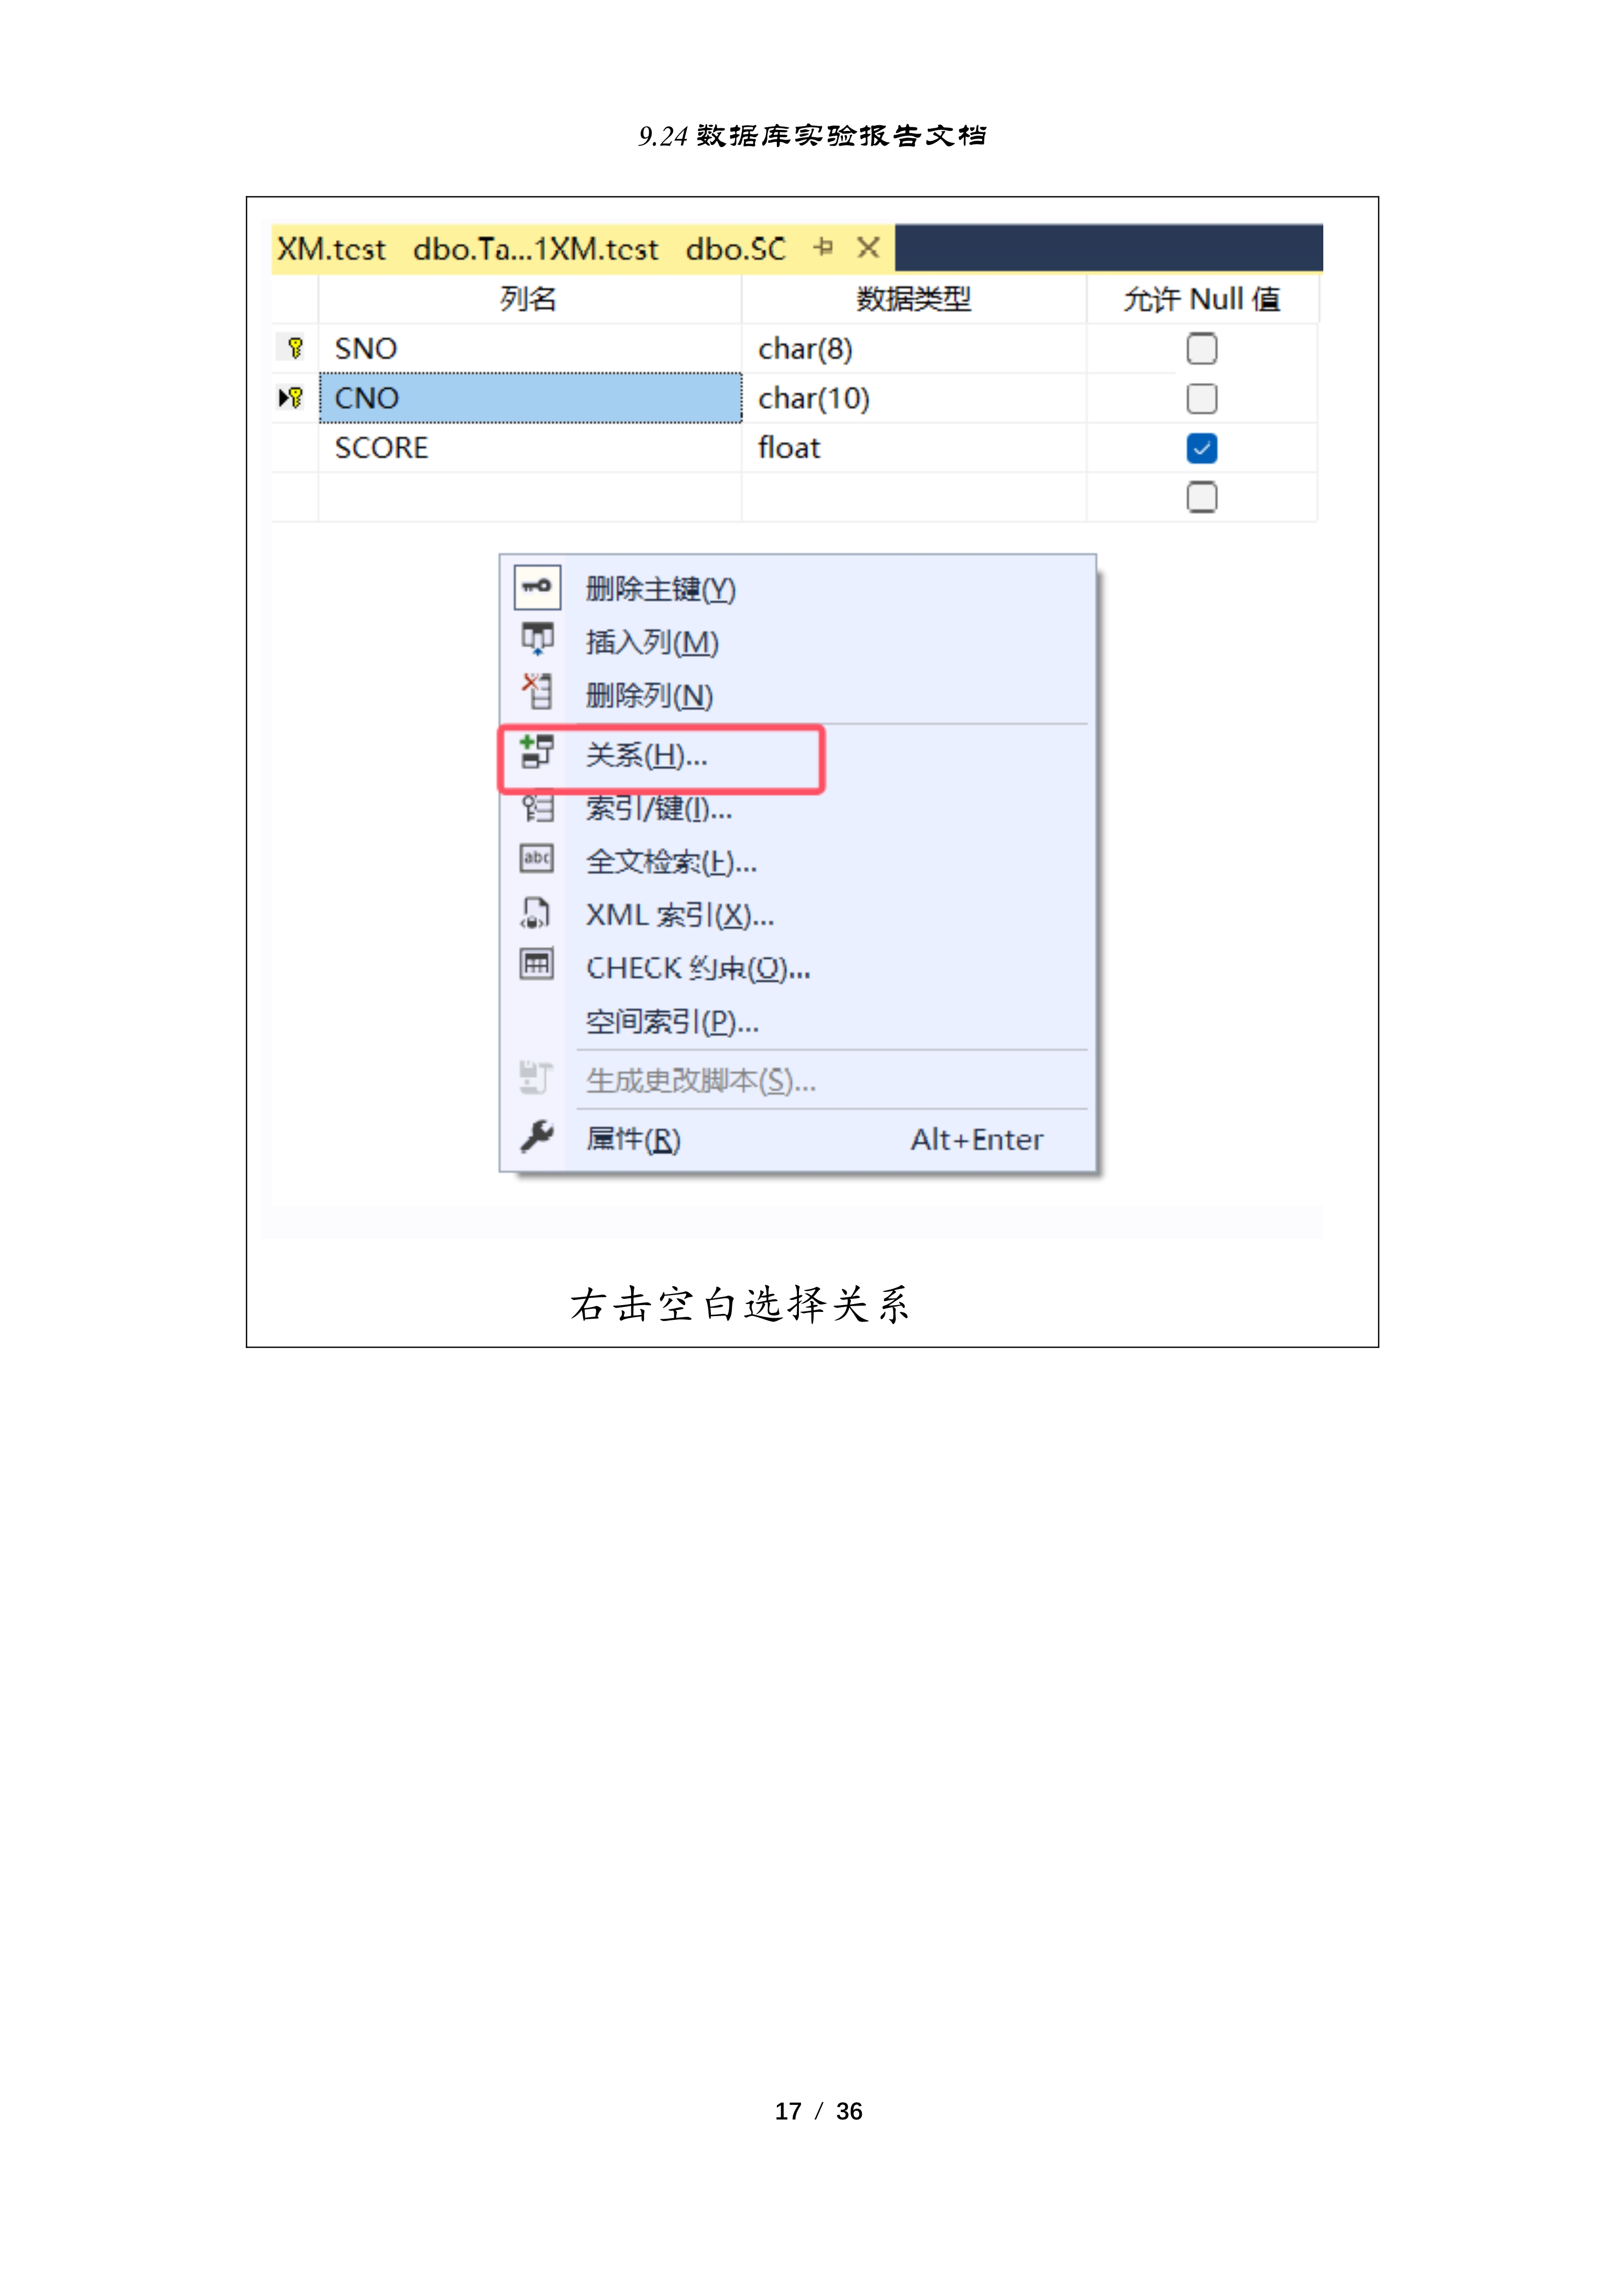 9.24 数据库实验报告文档
XM.tcst dbo.Ta...1XM.tcst dbo.SC
列名 数据类型 允许 Null 值
SNO char(8)
CNO char(10)
SCORE float
删除主键(Y)
插入列(M)
删除列(N)
关系(H)...
索引/键(I)...
全文检索(F)...
XML 索引(X)...
CHECK 约束(O)...
空间索引(P)...
生成更改脚本(S)...
属性(R) Alt+Enter
右击空白选择关系
17 / 36